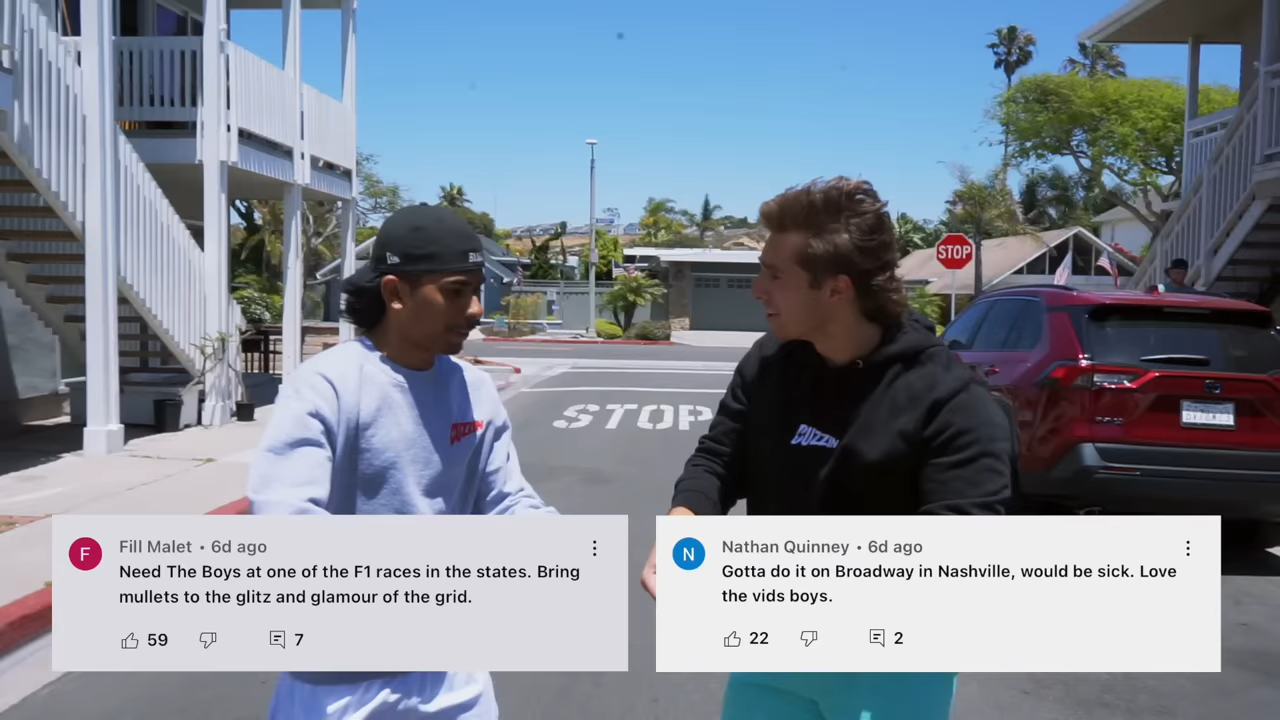 STOP
STOP
CUZZIN
CUZZIN
F
Fill Malet • 6d ago
Need The Boys at one of the F1 races in the states. Bring
mullets to the glitz and glamour of the grid.
59
7
N
Nathan Quinney • 6d ago
Gotta do it on Broadway in Nashville, would be sick. Love
the vids boys.
22
2